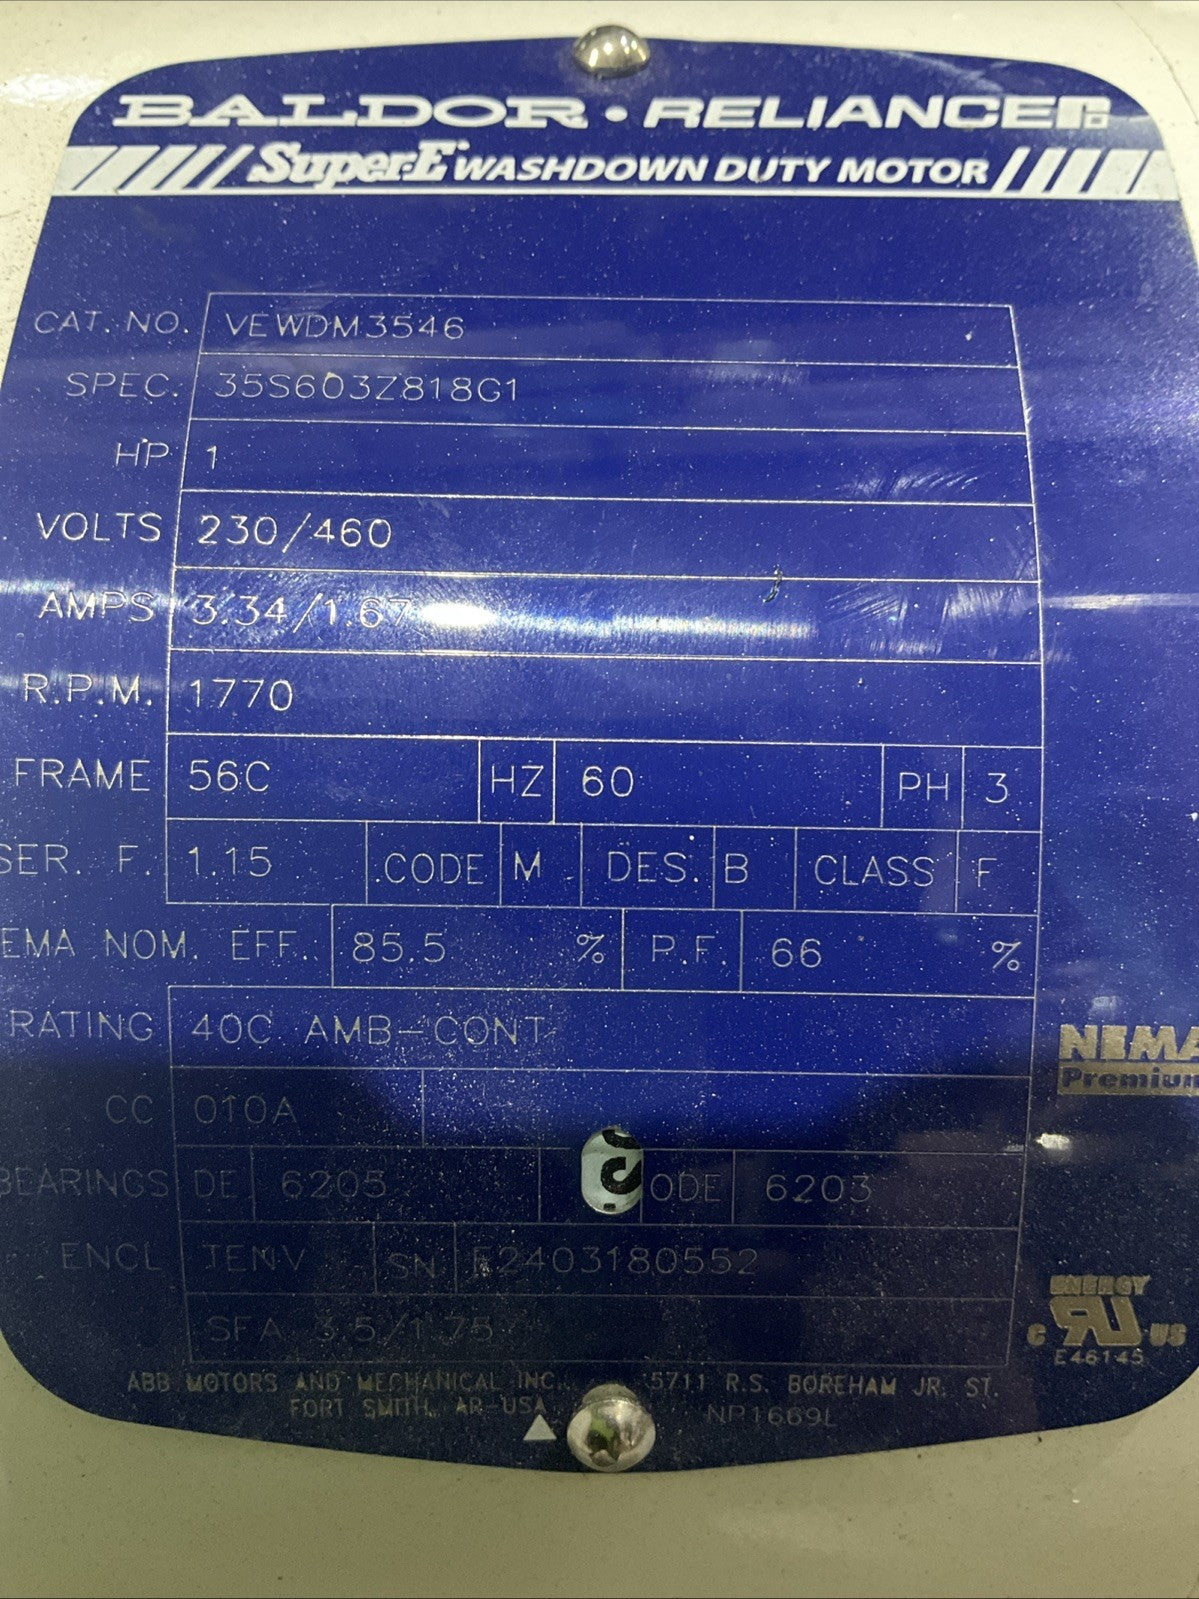 BALDOR • RELIANCER
Super-E WASHDOWN DUTY MOTOR
CAT. NO. VEWDM3546
SPEC. 35S603Z818G1
HP 1
VOLTS 230/460
AMPS 3.34/1.67
R.P.M. 1770
FRAME 56C HZ 60 PH 3
SER. F. 1.15 CODE M DES. B CLASS F
EMA NOM. EFF. 85.5 % P.F. 66 %
RATING 40C AMB-CONT
NEMA
Premium
CC 010A
BEARINGS DE 6205 ODE 6203
ENCL TENV SN F2403180552
SFA 3.5/1.75
ENERGY
C RU US
E46145
ABB MOTORS AND MECHANICAL INC. 5711 R.S. BOREHAM JR. ST.
FORT SMITH, AR-USA NP1669L